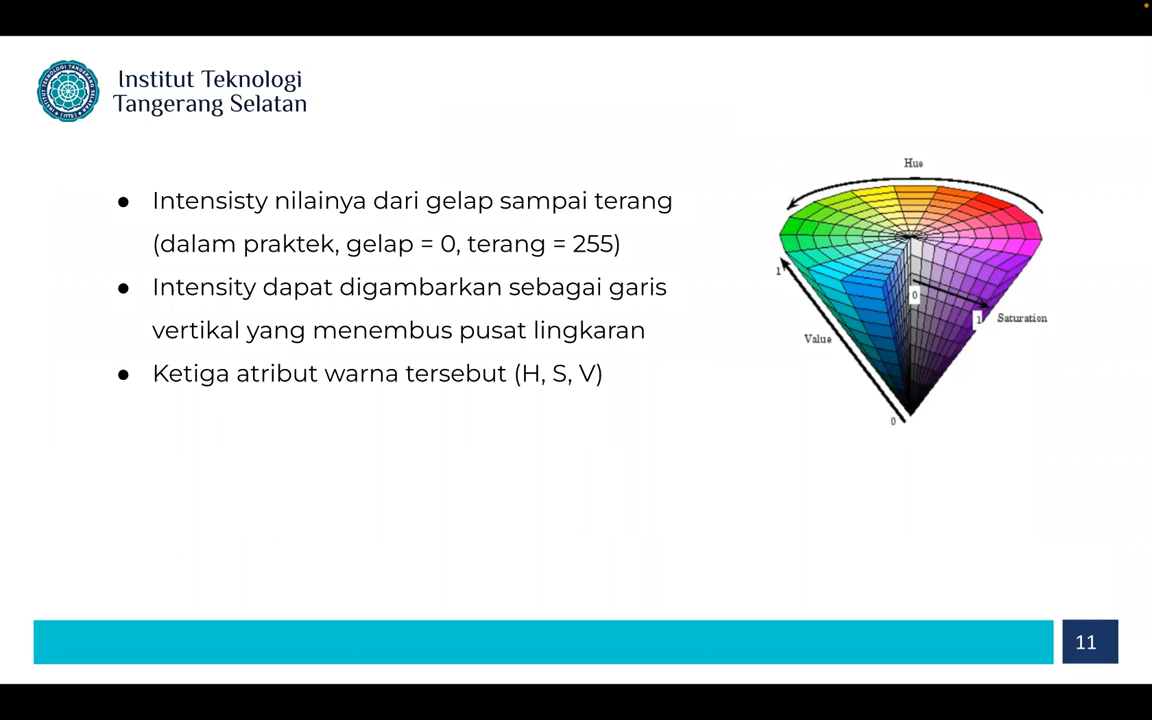 Institut Teknologi
Tangerang Selatan
Hue
● Intensisty nilainya dari gelap sampai terang
(dalam praktek, gelap = 0, terang = 255)
● Intensity dapat digambarkan sebagai garis
vertikal yang menembus pusat lingkaran
● Ketiga atribut warna tersebut (H, S, V)
1
0
1 Saturation
Value
0
11